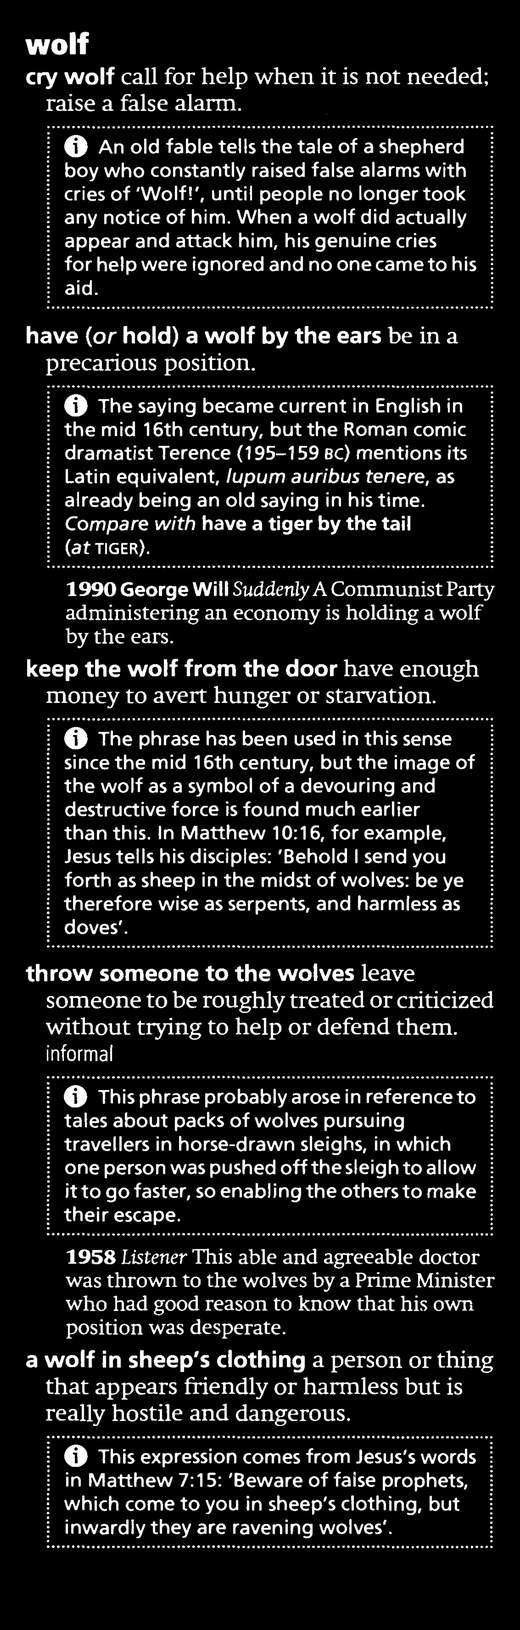 wolf
cry wolf call for help when it is not needed;
raise a false alarm.
An old fable tells the tale of a shepherd
boy who constantly raised false alarms with
cries of ‘Wolf!’, until people no longer took
any notice of him. When a wolf did actually
appear and attack him, his genuine cries
for help were ignored and no one came to his
aid.
have (or hold) a wolf by the ears be in a
precarious position.
The saying became current in English in
the mid 16th century, but the Roman comic
dramatist Terence (195–159 BC) mentions its
Latin equivalent, lupum auribus tenere, as
already being an old saying in his time.
Compare with have a tiger by the tail
(at TIGER).
1990 George Will Suddenly A Communist Party
administering an economy is holding a wolf
by the ears.
keep the wolf from the door have enough
money to avert hunger or starvation.
The phrase has been used in this sense
since the mid 16th century, but the image of
the wolf as a symbol of a devouring and
destructive force is found much earlier
than this. In Matthew 10:16, for example,
Jesus tells his disciples: ‘Behold I send you
forth as sheep in the midst of wolves: be ye
therefore wise as serpents, and harmless as
doves’.
throw someone to the wolves leave
someone to be roughly treated or criticized
without trying to help or defend them.
informal
This phrase probably arose in reference to
tales about packs of wolves pursuing
travellers in horse-drawn sleighs, in which
one person was pushed off the sleigh to allow
it to go faster, so enabling the others to make
their escape.
1958 Listener This able and agreeable doctor
was thrown to the wolves by a Prime Minister
who had good reason to know that his own
position was desperate.
a wolf in sheep's clothing a person or thing
that appears friendly or harmless but is
really hostile and dangerous.
This expression comes from Jesus's words
in Matthew 7:15: ‘Beware of false prophets,
which come to you in sheep's clothing, but
inwardly they are ravening wolves’.